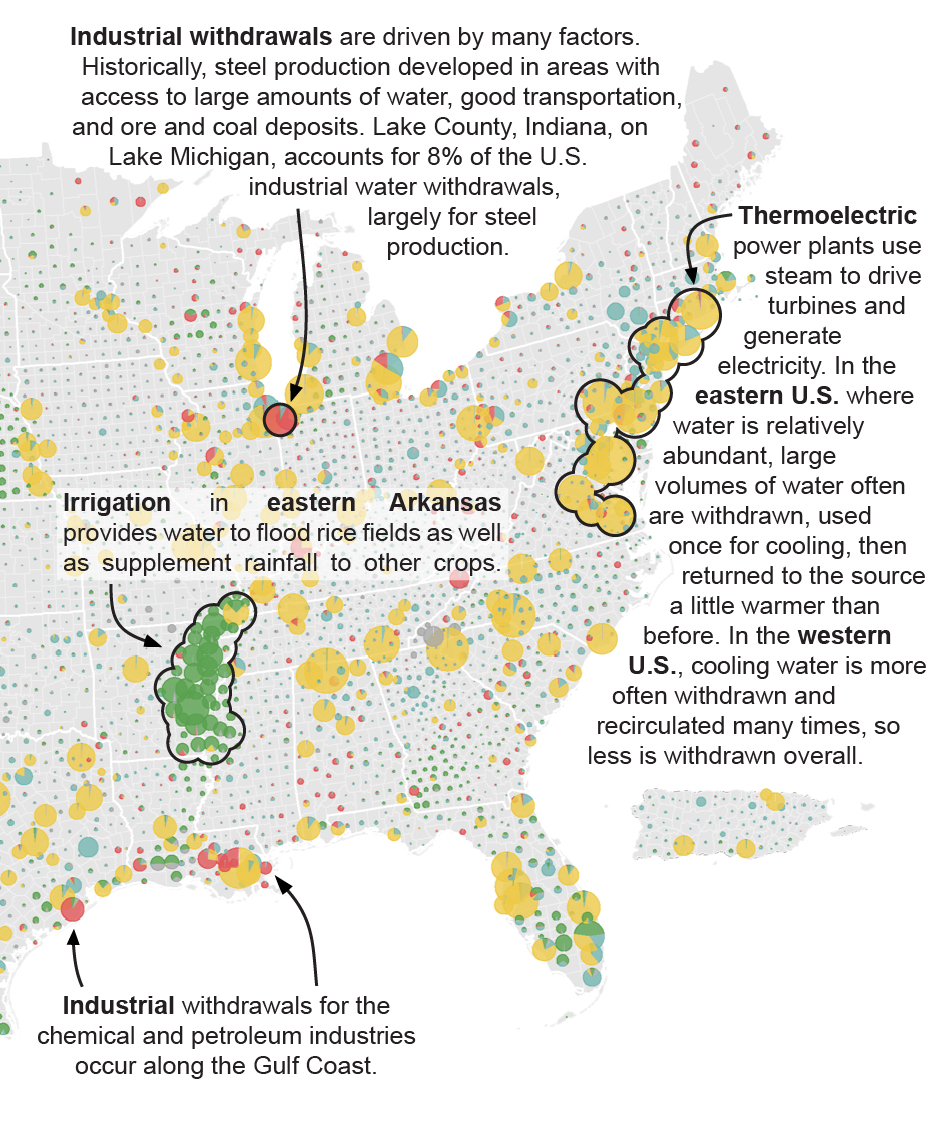 Industrial withdrawals are driven by many factors.
Historically, steel production developed in areas with
access to large amounts of water, good transportation,
and ore and coal deposits. Lake County, Indiana, on
Lake Michigan, accounts for 8% of the U.S.
industrial water withdrawals,
largely for steel
production.
Thermoelectric
power plants use
steam to drive
turbines and
generate
electricity. In the
eastern U.S. where
water is relatively
abundant, large
volumes of water often
are withdrawn, used
once for cooling, then
returned to the source
a little warmer than
before. In the western
U.S., cooling water is more
often withdrawn and
recirculated many times, so
less is withdrawn overall.
Irrigation in eastern Arkansas
provides water to flood rice fields as well
as supplement rainfall to other crops.
Industrial withdrawals for the
chemical and petroleum industries
occur along the Gulf Coast.